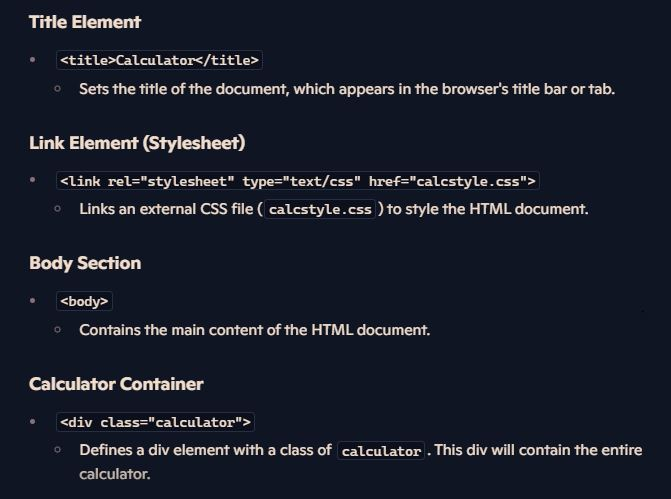 Title Element
<title>Calculator</title>
Sets the title of the document, which appears in the browser's title bar or tab.
Link Element (Stylesheet)
<link rel="stylesheet" type="text/css" href="calcstyle.css">
Links an external CSS file ( calcstyle.css ) to style the HTML document.
Body Section
<body>
Contains the main content of the HTML document.
Calculator Container
<div class="calculator">
Defines a div element with a class of calculator . This div will contain the entire
calculator.